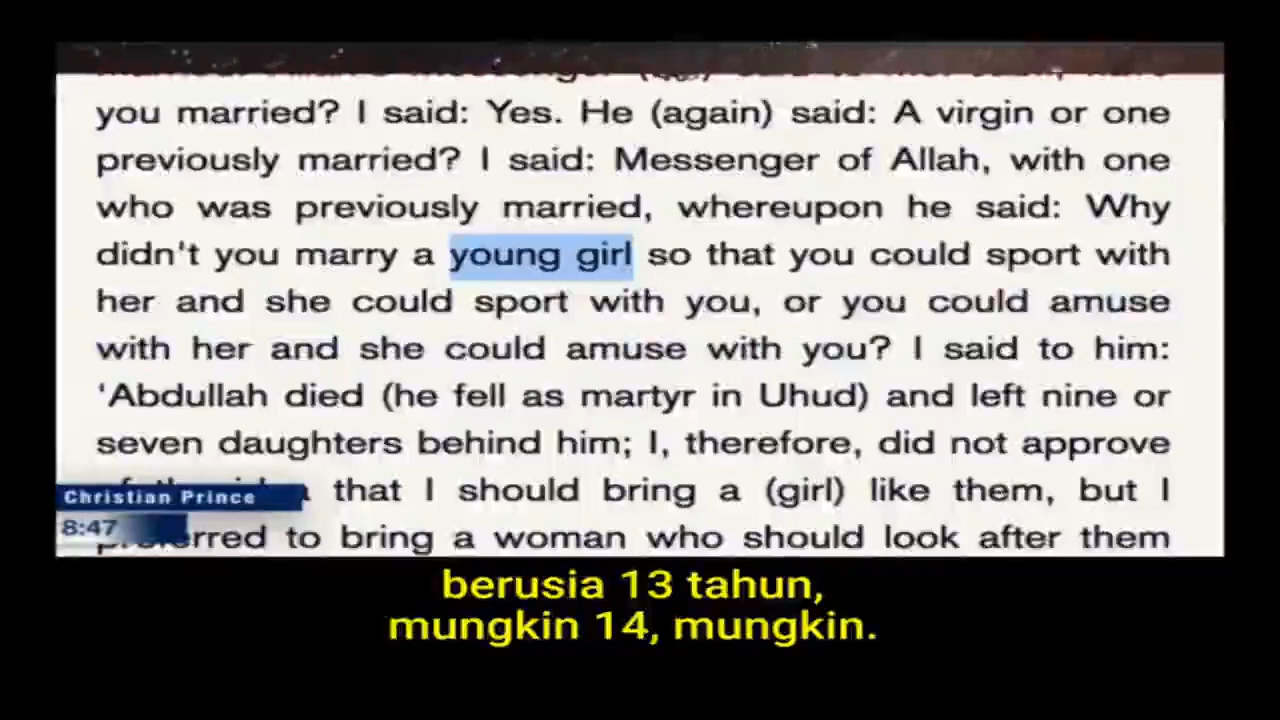 you married? I said: Yes. He (again) said: A virgin or one
previously married? I said: Messenger of Allah, with one
who was previously married, whereupon he said: Why
didn't you marry a young girl so that you could sport with
her and she could sport with you, or you could amuse
with her and she could amuse with you? I said to him:
'Abdullah died (he fell as martyr in Uhud) and left nine or
seven daughters behind him; I, therefore, did not approve
that I should bring a (girl) like them, but I
preferred to bring a woman who should look after them
Christian Prince
8:47
berusia 13 tahun,
mungkin 14, mungkin.